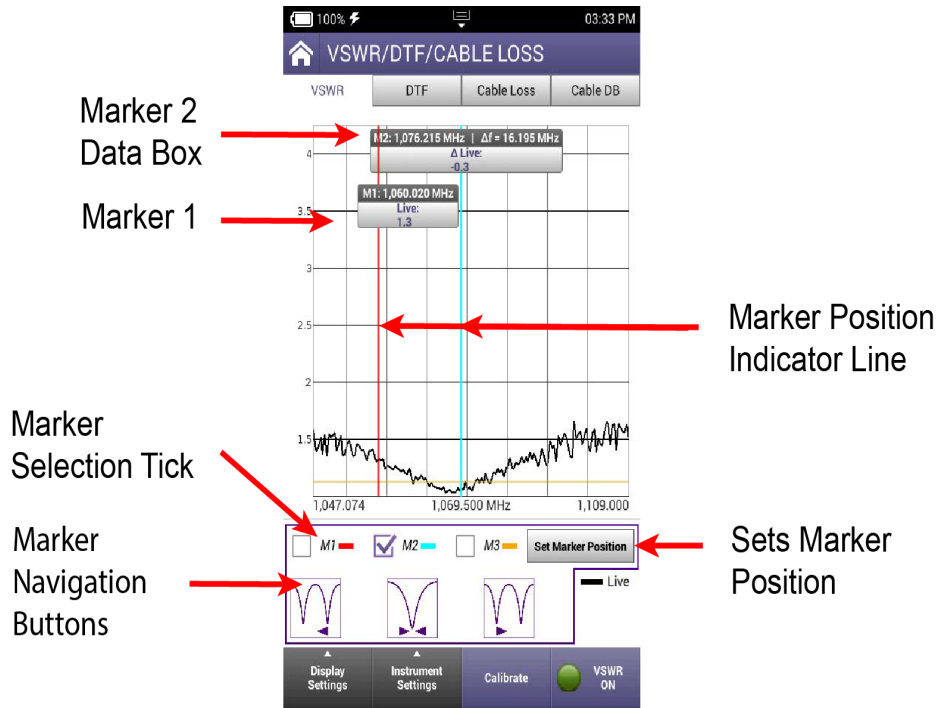 100%
03:33 PM
VSWR/DTF/CABLE LOSS
VSWR
DTF
Cable Loss
Cable DB
Marker 2
Data Box
M2: 1,076.215 MHz | Δf = 16.195 MHz
Δ Live:
-0.3
4
Marker 1
M1: 1,060.020 MHz
Live:
1.3
3.5
3
2.5
Marker Position
Indicator Line
2
1.5
1,047.074
1,069.500 MHz
1,109.000
Marker
Selection Tick
M1
M2
M3
Set Marker Position
Sets Marker
Position
Marker
Navigation
Buttons
Live
Display
Settings
Instrument
Settings
Calibrate
VSWR
ON